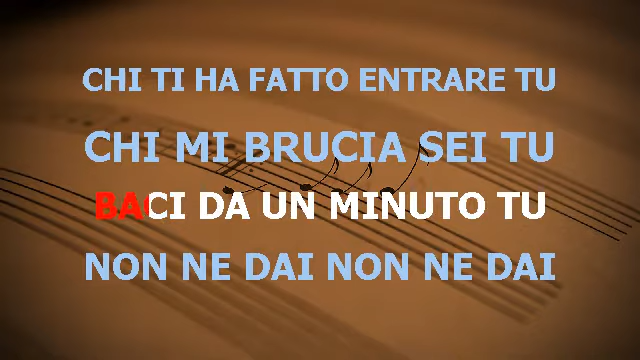 CHI TI HA FATTO ENTRARE TU
CHI MI BRUCIA SEI TU
BACI DA UN MINUTO TU
NON NE DAI NON NE DAI